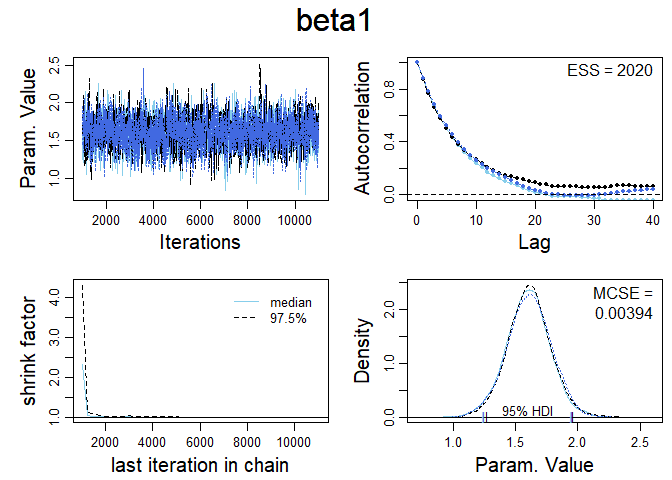 beta1
Param. Value
1.0 1.5 2.0 2.5
2000 4000 6000 8000 10000
Iterations
Autocorrelation
0.0 0.4 0.8
ESS = 2020
0 10 20 30 40
Lag
shrink factor
1.0 2.0 3.0 4.0
median
97.5%
2000 4000 6000 8000 10000
last iteration in chain
Density
0.0 1.0 2.0
MCSE =
0.00394
95% HDI
1.0 1.5 2.0 2.5
Param. Value